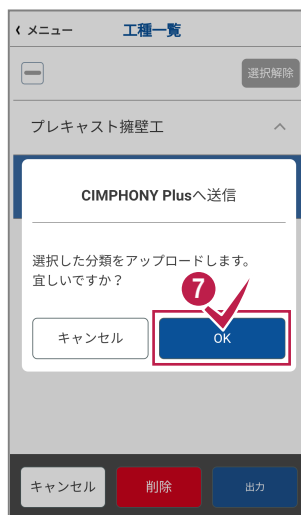 ‹ メニュー 工種一覧
選択解除
プレキャスト擁壁工
CIMPHONY Plusへ送信
選択した分類をアップロードします。
宜しいですか？
7
キャンセル OK
キャンセル 削除 出力